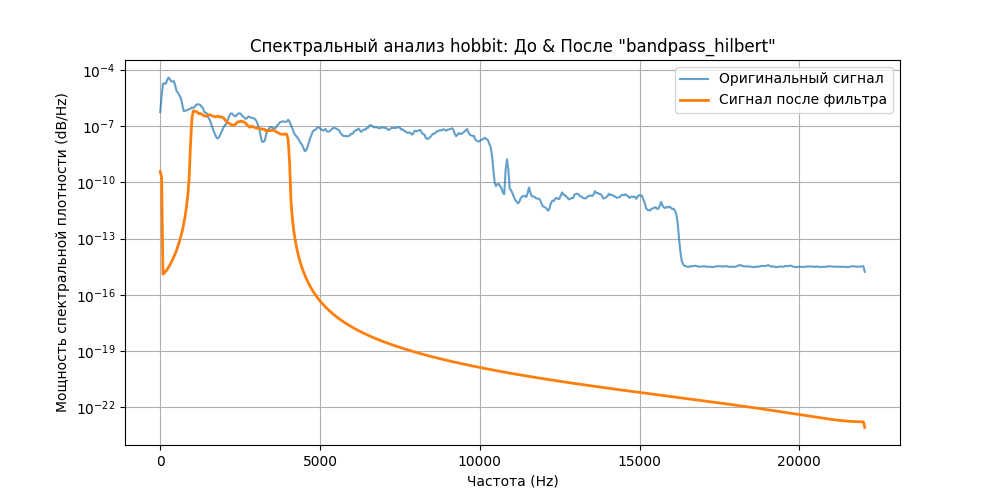 Спектральный анализ hobbit: До & После "bandpass_hilbert"
Оригинальный сигнал
Сигнал после фильтра
Мощность спектральной плотности (dB/Hz)
10⁻⁴
10⁻⁷
10⁻¹⁰
10⁻¹³
10⁻¹⁶
10⁻¹⁹
10⁻²²
0 5000 10000 15000 20000
Частота (Hz)